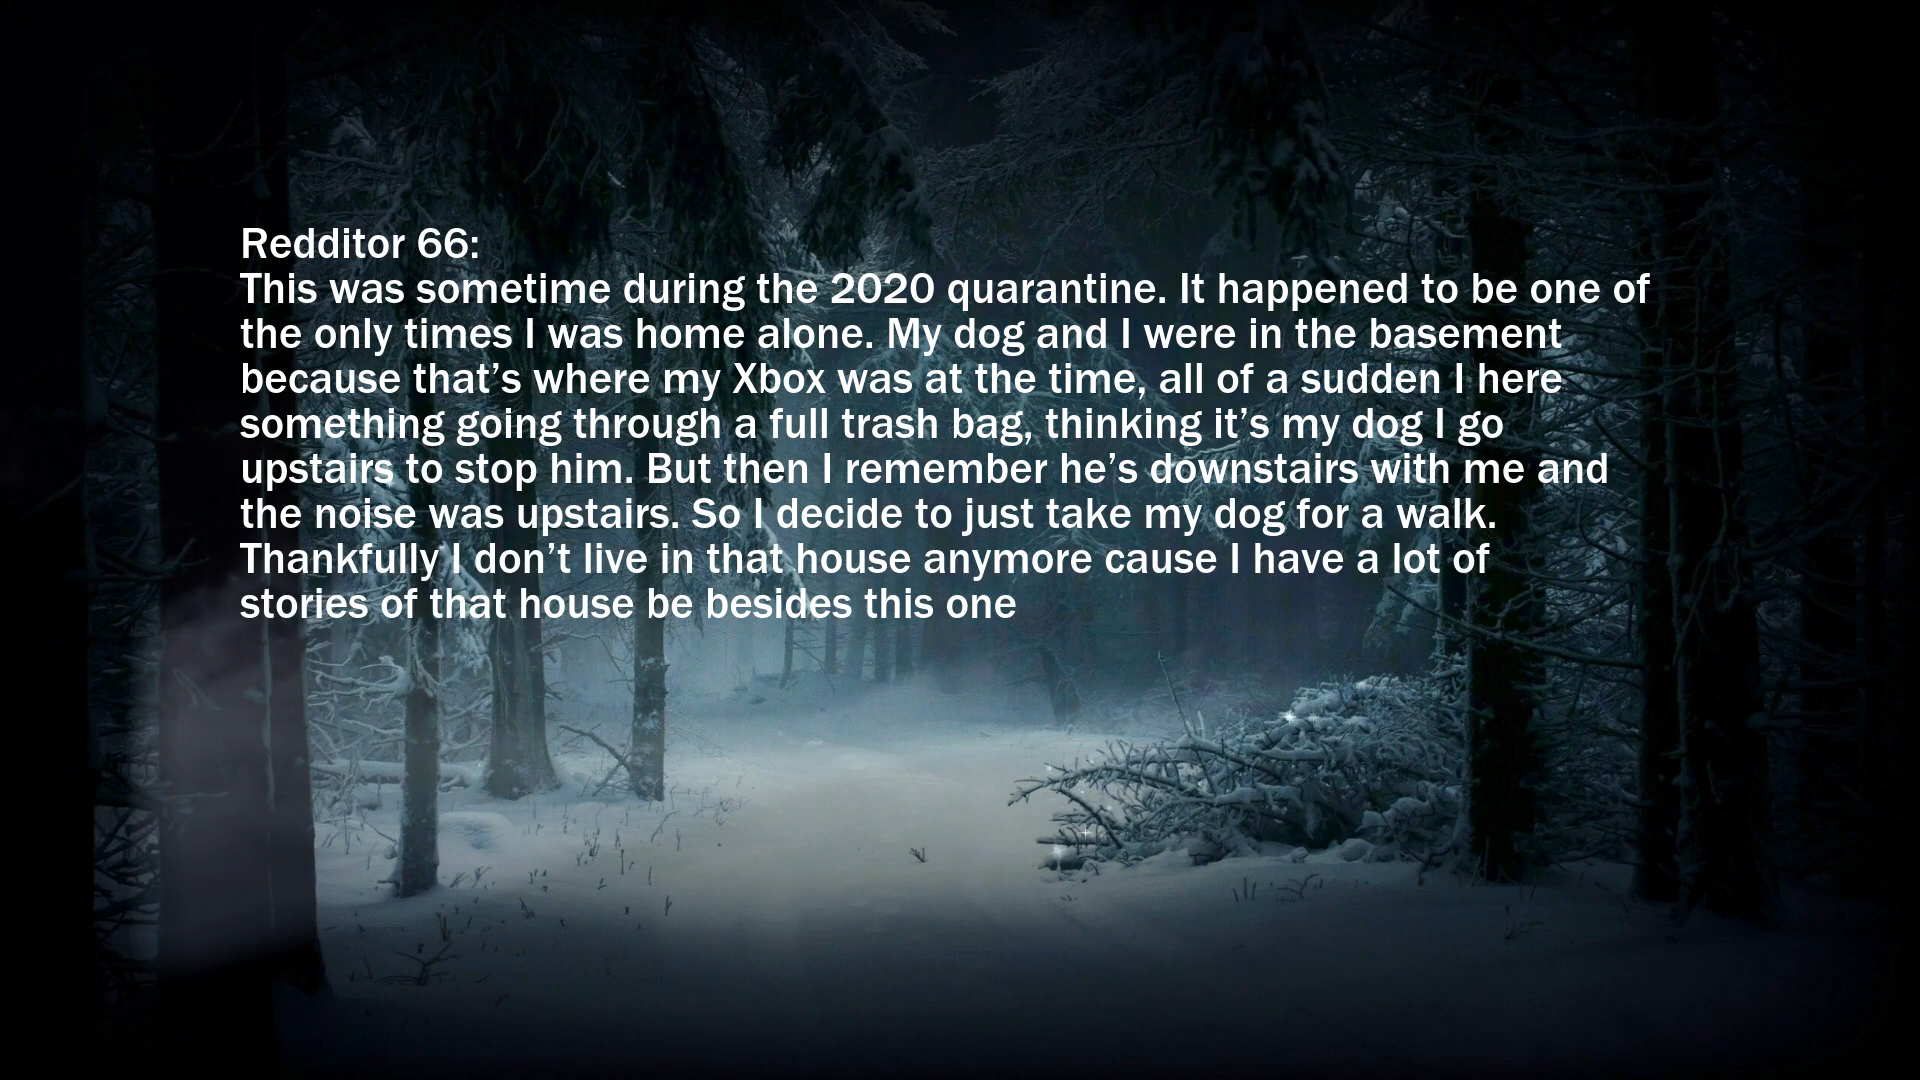 Redditor 66:
This was sometime during the 2020 quarantine. It happened to be one of
the only times I was home alone. My dog and I were in the basement
because that’s where my Xbox was at the time, all of a sudden I here
something going through a full trash bag, thinking it’s my dog I go
upstairs to stop him. But then I remember he’s downstairs with me and
the noise was upstairs. So I decide to just take my dog for a walk.
Thankfully I don’t live in that house anymore cause I have a lot of
stories of that house be besides this one